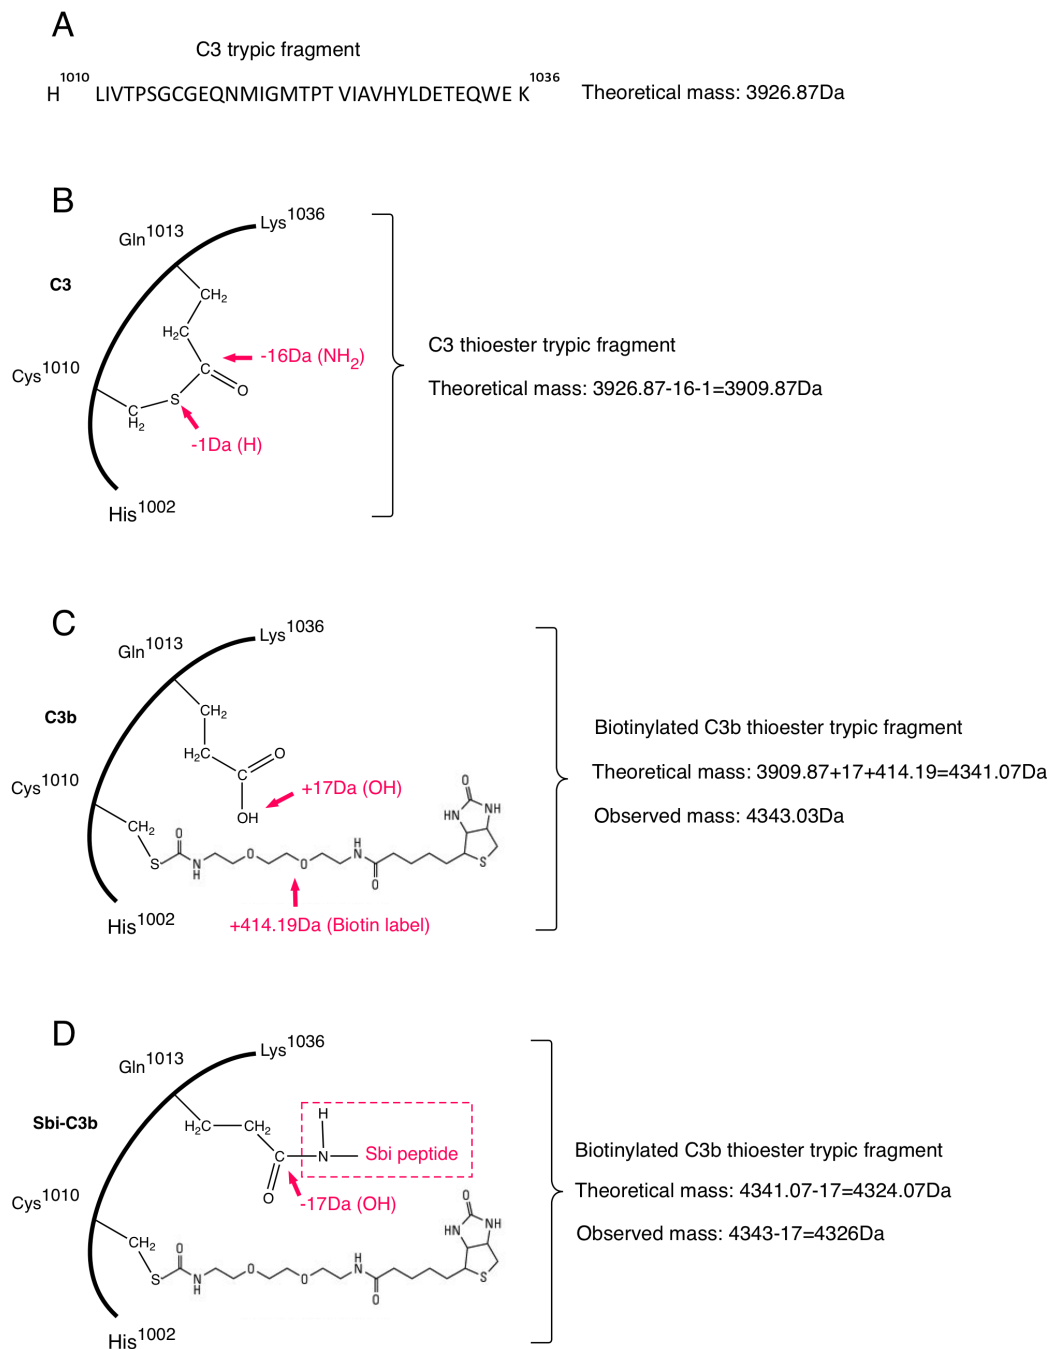 A
C3 trypic fragment
H1010 LIVTPSGCGEQNMIGMTPT VIAVHYLDETEQWE K1036 Theoretical mass: 3926.87Da
B
Lys1036
Gln1013
C3
CH2
H2C
-16Da (NH2)
C3 thioester trypic fragment
Cys1010
C
O
Theoretical mass: 3926.87-16-1=3909.87Da
S
C
H2
-1Da (H)
His1002
C
Lys1036
Gln1013
C3b
CH2
Biotinylated C3b thioester trypic fragment
H2C
O
C
Theoretical mass: 3909.87+17+414.19=4341.07Da
Cys1010
+17Da (OH)
O
HN
NH
OH
Observed mass: 4343.03Da
CH2
O
S
N
H
O
O
H
N
O
S
+414.19Da (Biotin label)
His1002
D
Lys1036
Gln1013
Sbi-C3b
H
H2C
CH2
C
N
Sbi peptide
Biotinylated C3b thioester trypic fragment
O
-17Da (OH)
Theoretical mass: 4341.07-17=4324.07Da
Cys1010
O
HN
NH
Observed mass: 4343-17=4326Da
CH2
O
S
N
H
O
O
H
N
O
S
His1002